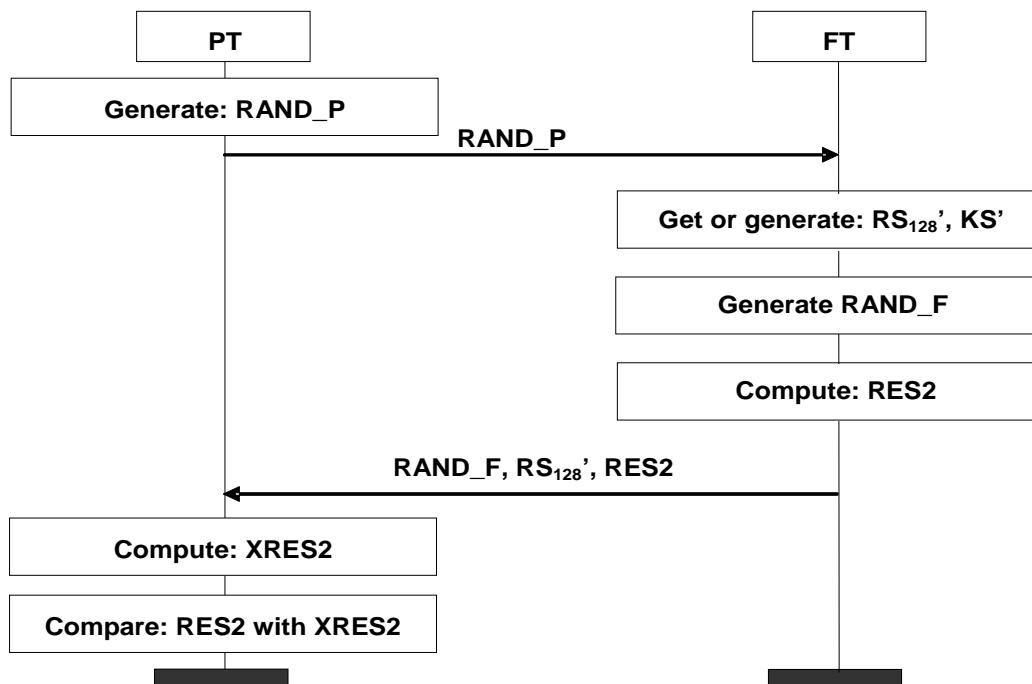 PT
FT
Generate: RAND_P
RAND_P
Get or generate: RS₁₂₈’, KS’
Generate RAND_F
Compute: RES2
RAND_F, RS₁₂₈’, RES2
Compute: XRES2
Compare: RES2 with XRES2